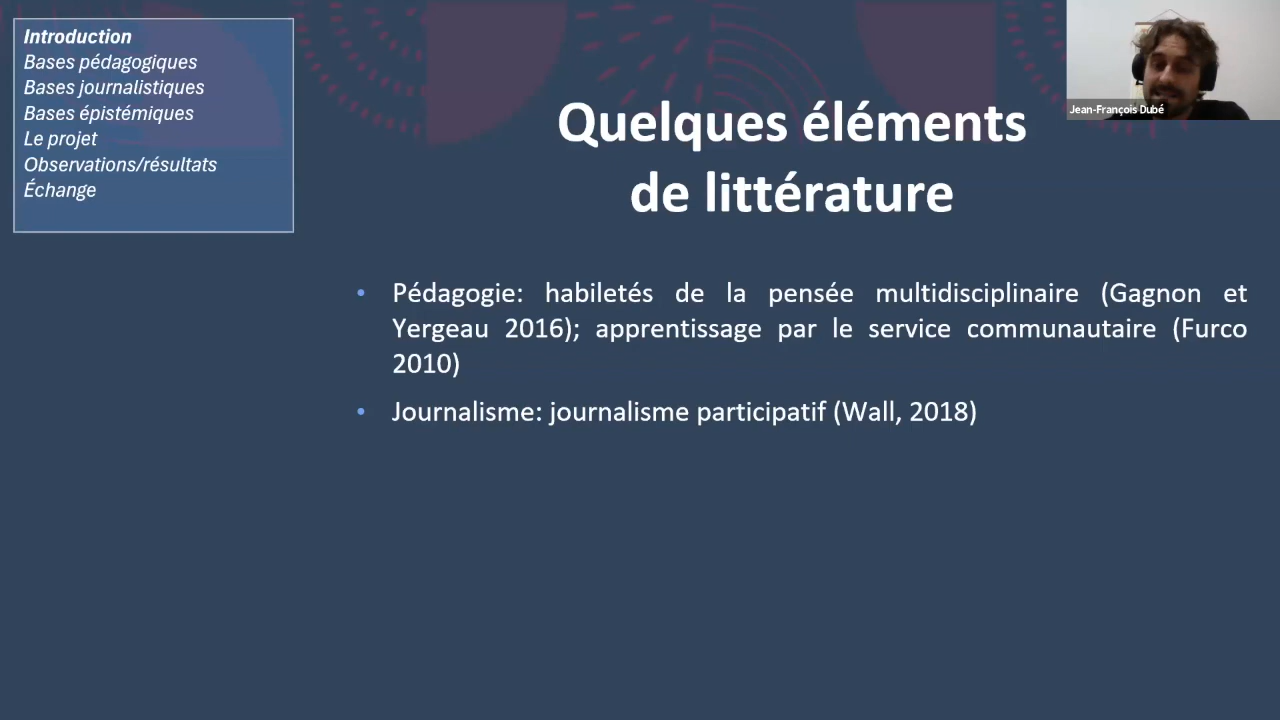 Introduction
Bases pédagogiques
Bases journalistiques
Bases épistémiques
Le projet
Observations/résultats
Échange
Jean-François Dubé
Quelques éléments
de littérature
• Pédagogie: habiletés de la pensée multidisciplinaire (Gagnon et
Yergeau 2016); apprentissage par le service communautaire (Furco
2010)
• Journalisme: journalisme participatif (Wall, 2018)